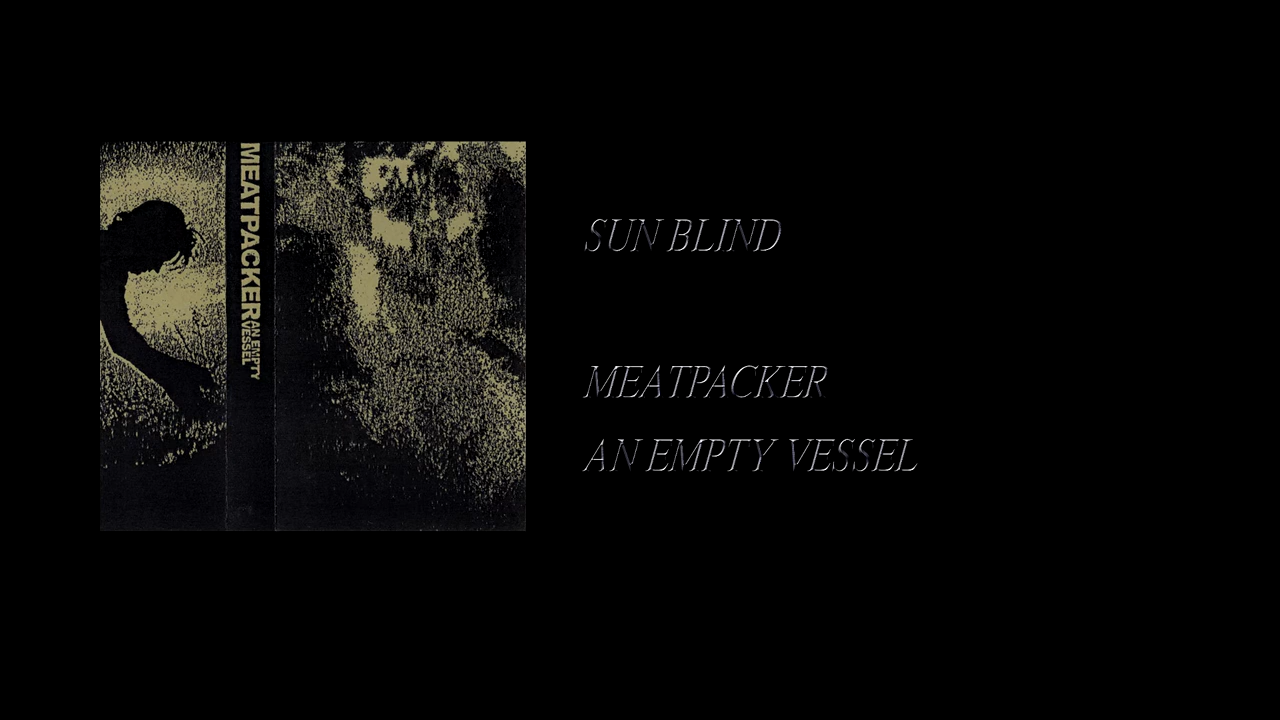 MEATPACKER
AN EMPTY
VESSEL
SUN BLIND
MEATPACKER
AN EMPTY VESSEL